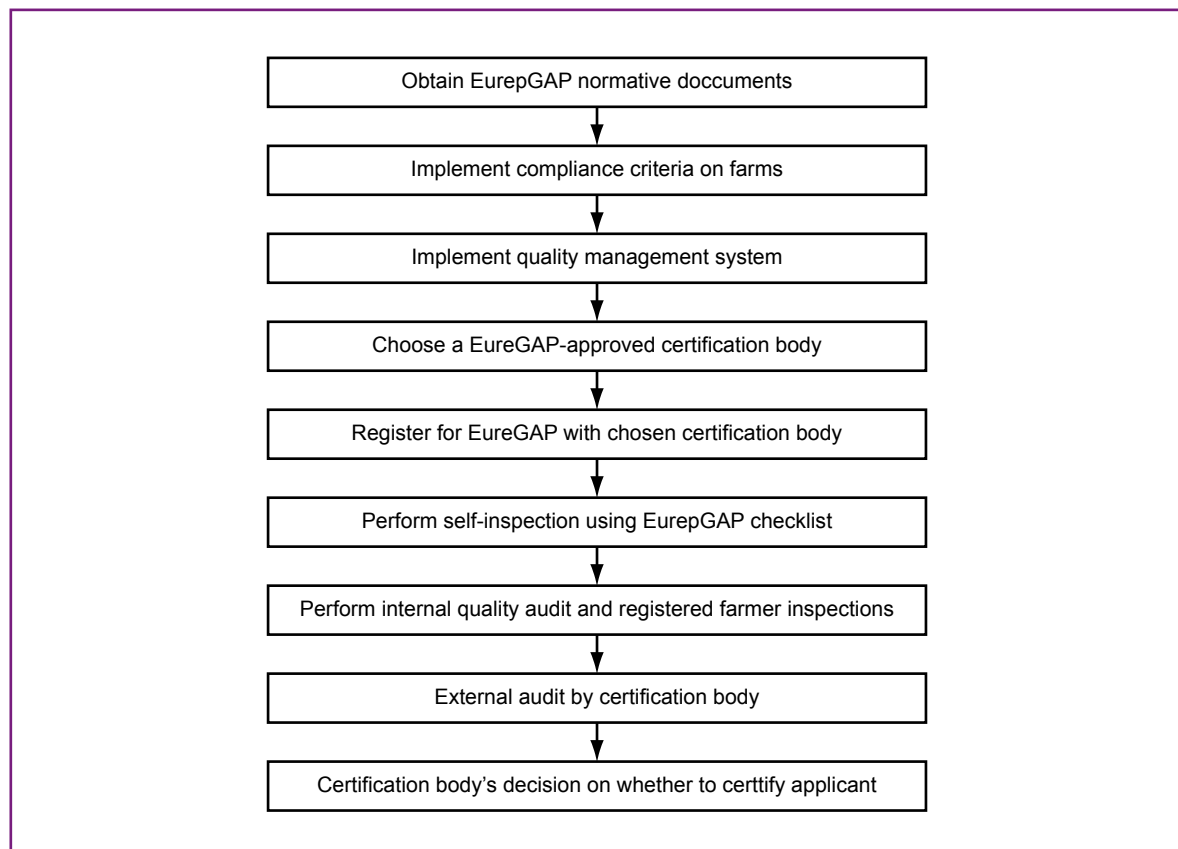 Obtain EurepGAP normative doccuments
Implement compliance criteria on farms
Implement quality management system
Choose a EureGAP-approved certification body
Register for EureGAP with chosen certification body
Perform self-inspection using EurepGAP checklist
Perform internal quality audit and registered farmer inspections
External audit by certification body
Certification body’s decision on whether to certtify applicant